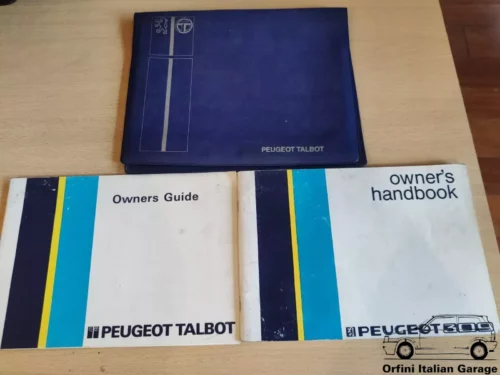 PEUGEOT TALBOT
Owners Guide
PEUGEOT TALBOT
owner's
handbook
PEUGEOT 309
Orfini Italian Garage